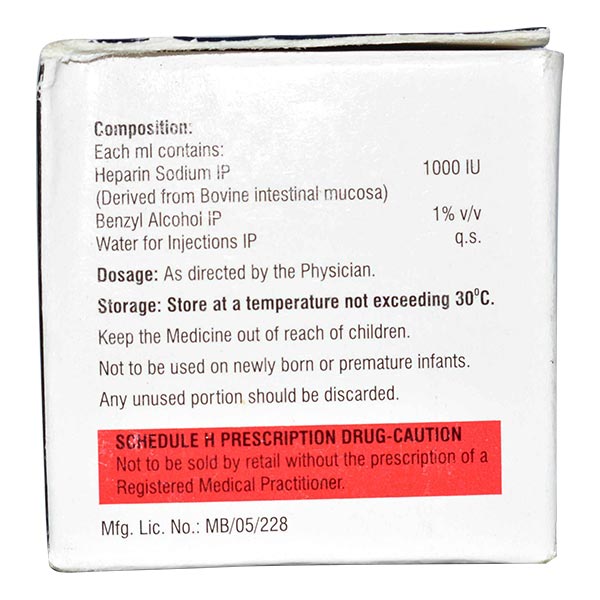 Composition:
Each ml contains:
Heparin Sodium IP 1000 IU
(Derived from Bovine intestinal mucosa)
Benzyl Alcohol IP 1% v/v
Water for Injections IP q.s.
Dosage: As directed by the Physician.
Storage: Store at a temperature not exceeding 30°C.
Keep the Medicine out of reach of children.
Not to be used on newly born or premature infants.
Any unused portion should be discarded.
SCHEDULE H PRESCRIPTION DRUG-CAUTION
Not to be sold by retail without the prescription of a
Registered Medical Practitioner.
Mfg. Lic. No.: MB/05/228